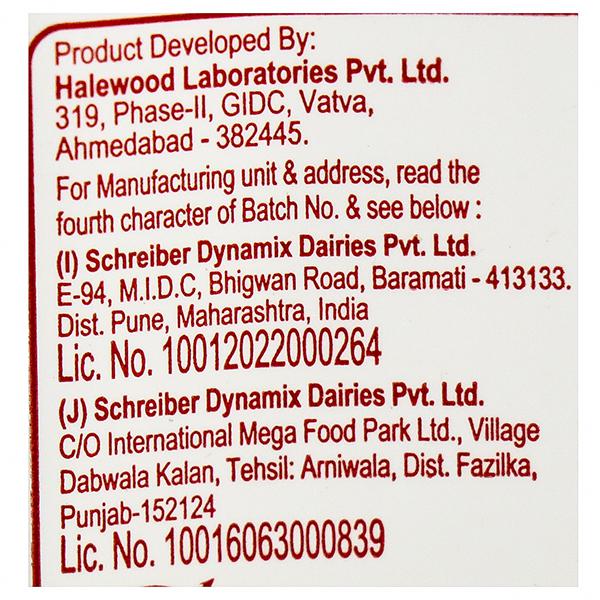 Product Developed By:
Halewood Laboratories Pvt. Ltd.
319, Phase-II, GIDC, Vatva,
Ahmedabad - 382445.
For Manufacturing unit & address, read the
fourth character of Batch No. & see below :
(I) Schreiber Dynamix Dairies Pvt. Ltd.
E-94, M.I.D.C, Bhigwan Road, Baramati - 413133.
Dist. Pune, Maharashtra, India
Lic. No. 10012022000264
(J) Schreiber Dynamix Dairies Pvt. Ltd.
C/O International Mega Food Park Ltd., Village
Dabwala Kalan, Tehsil: Arniwala, Dist. Fazilka,
Punjab-152124
Lic. No. 10016063000839